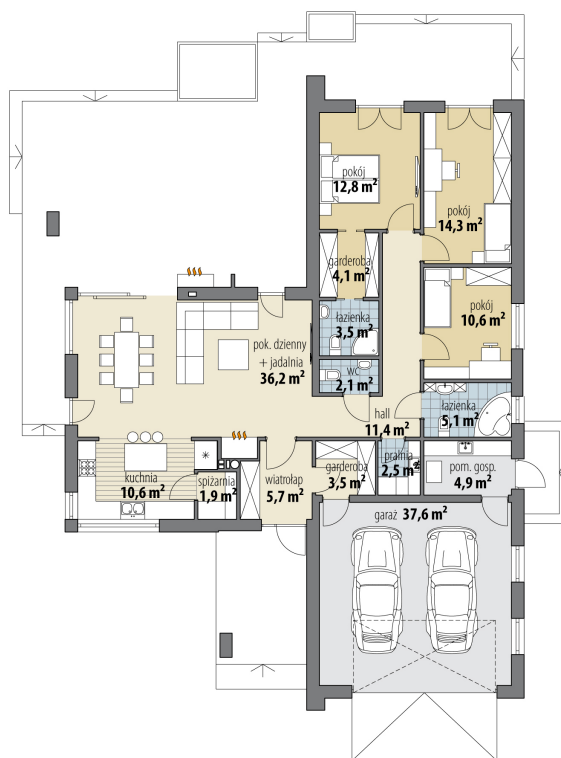 pokój
12,8 m²
pokój
14,3 m²
garderoba
4,1 m²
pokój
10,6 m²
łazienka
3,5 m²
pok. dzienny
+ jadalnia
36,2 m²
wc
2,1 m²
hall
11,4 m²
łazienka
5,1 m²
kuchnia
10,6 m²
spiżarnia
1,9 m²
wiatrołap
5,7 m²
garderoba
3,5 m²
pralnia
2,5 m²
pom. gosp.
4,9 m²
garaż 37,6 m²